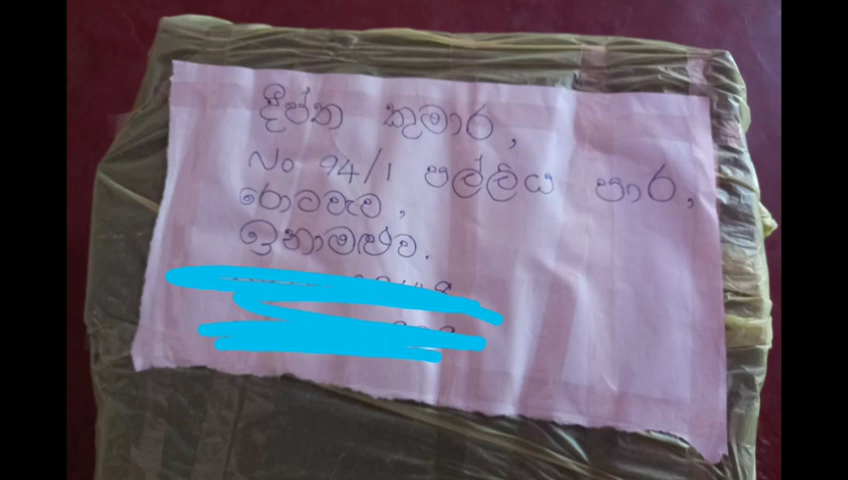 දීප්ත කුමාර,
නං 94/1 පල්ලිය පාර,
රොටවැව,
ඉනාමළුව.